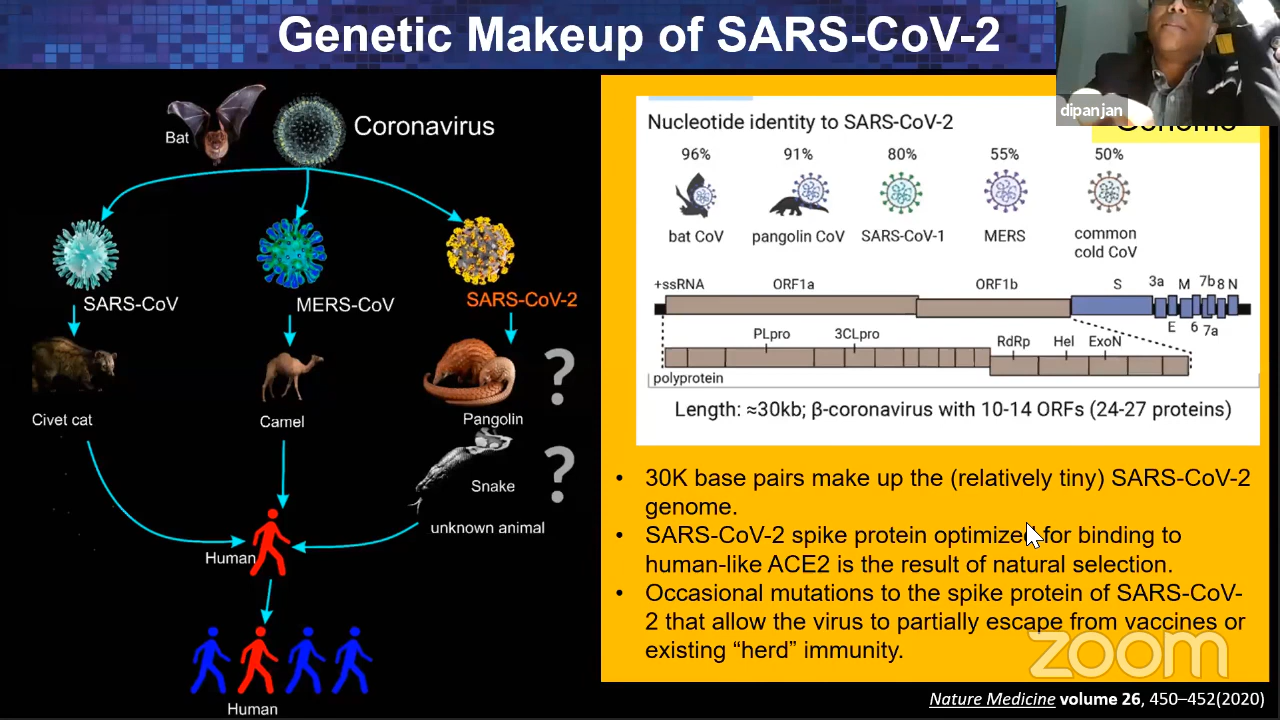 Genetic Makeup of SARS-CoV-2
dipanjan
Bat
Coronavirus
SARS-CoV
MERS-CoV
SARS-CoV-2
Civet cat
Camel
Pangolin
?
Snake
?
unknown animal
Human
Human
Genome
Nucleotide identity to SARS-CoV-2
96% 91% 80% 55% 50%
bat CoV pangolin CoV SARS-CoV-1 MERS common
cold CoV
+ssRNA ORF1a ORF1b S 3a M 7b 8 N
E 6 7a
PLpro 3CLpro RdRp Hel ExoN
polyprotein
Length: ≈30kb; β-coronavirus with 10-14 ORFs (24-27 proteins)
• 30K base pairs make up the (relatively tiny) SARS-CoV-2
genome.
• SARS-CoV-2 spike protein optimized for binding to
human-like ACE2 is the result of natural selection.
• Occasional mutations to the spike protein of SARS-CoV-
2 that allow the virus to partially escape from vaccines or
existing “herd” immunity.
zoom
Nature Medicine volume 26, 450–452(2020)